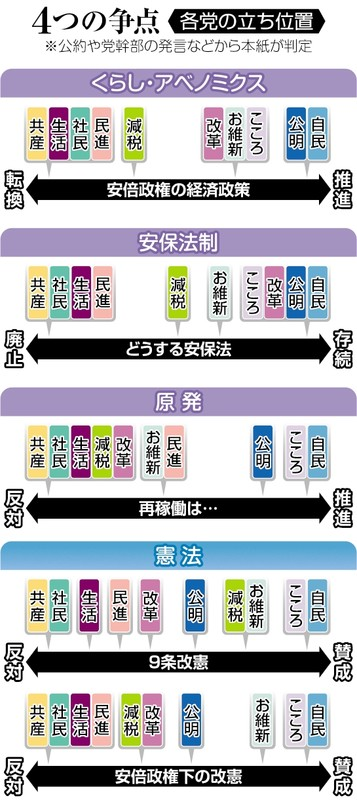 4つの争点 各党の立ち位置
※公約や党幹部の発言などから本紙が判定
くらし・アベノミクス
共産 生活 社民 民進 減税 改革 お維新 こころ 公明 自民
転換 安倍政権の経済政策 推進
安保法制
共産 社民 生活 民進 減税 お維新 こころ 改革 公明 自民
廃止 どうする安保法 存続
原発
共産 社民 生活 減税 改革 お維新 民進 公明 こころ 自民
反対 再稼働は… 推進
憲法
共産 社民 生活 民進 改革 公明 減税 お維新 こころ 自民
反対 9条改憲 賛成
共産 社民 生活 民進 減税 改革 公明 お維新 こころ 自民
反対 安倍政権下の改憲 賛成